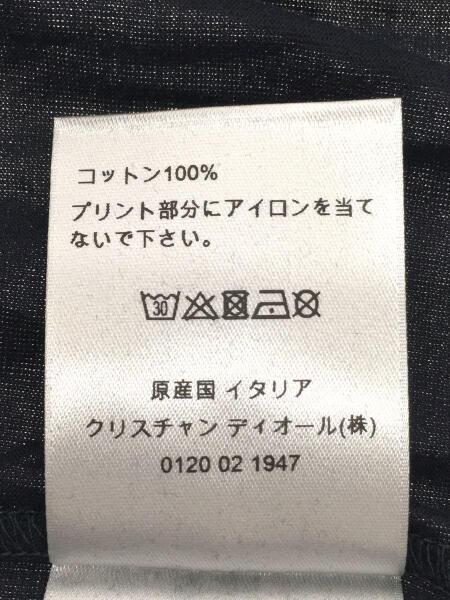 コットン100%
プリント部分にアイロンを当て
ないで下さい。
30
原産国 イタリア
クリスチャン ディオール(株)
0120 02 1947